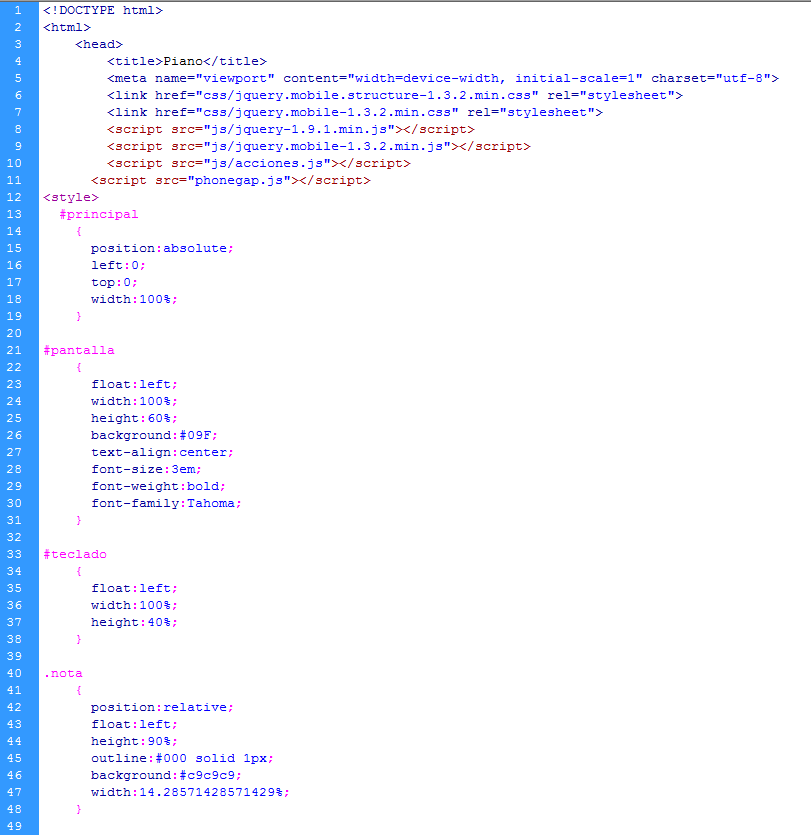 1 <!DOCTYPE html>
2 <html>
3 <head>
4 <title>Piano</title>
5 <meta name="viewport" content="width=device-width, initial-scale=1" charset="utf-8">
6 <link href="css/jquery.mobile.structure-1.3.2.min.css" rel="stylesheet">
7 <link href="css/jquery.mobile-1.3.2.min.css" rel="stylesheet">
8 <script src="js/jquery-1.9.1.min.js"></script>
9 <script src="js/jquery.mobile-1.3.2.min.js"></script>
10 <script src="js/acciones.js"></script>
11 <script src="phonegap.js"></script>
12 <style>
13 #principal
14 {
15 position:absolute;
16 left:0;
17 top:0;
18 width:100%;
19 }
20
21 #pantalla
22 {
23 float:left;
24 width:100%;
25 height:60%;
26 background:#09F;
27 text-align:center;
28 font-size:3em;
29 font-weight:bold;
30 font-family:Tahoma;
31 }
32
33 #teclado
34 {
35 float:left;
36 width:100%;
37 height:40%;
38 }
39
40 .nota
41 {
42 position:relative;
43 float:left;
44 height:90%;
45 outline:#000 solid 1px;
46 background:#c9c9c9;
47 width:14.28571428571429%;
48 }
49